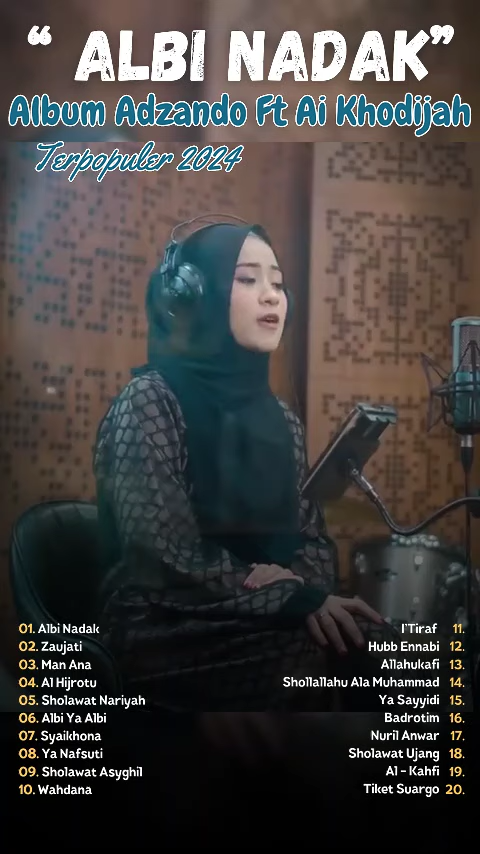 “ ALBI NADAK”
Album Adzando Ft Ai Khodijah
Terpopuler 2024
01. Albi Nadak
02. Zaujati
03. Man Ana
04. Al Hijrotu
05. Sholawat Nariyah
06. Albi Ya Albi
07. Syaikhona
08. Ya Nafsuti
09. Sholawat Asyghil
10. Wahdana
I'Tiraf 11.
Hubb Ennabi 12.
Allahukafi 13.
Shollallahu Ala Muhammad 14.
Ya Sayyidi 15.
Badrotim 16.
Nuril Anwar 17.
Sholawat Ujang 18.
Al - Kahfi 19.
Tiket Suargo 20.